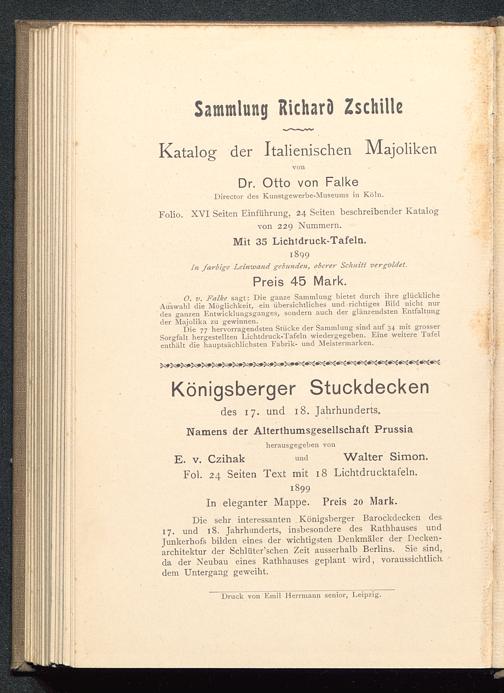 Sammlung Richard Zschille
Katalog der Italienischen Majoliken
von
Dr. Otto von Falke
Director des Kunstgewerbe-Museums in Köln.
Folio. XVI Seiten Einführung, 24 Seiten beschreibender Katalog
von 229 Nummern.
Mit 35 Lichtdruck-Tafeln.
1899
In farbige Leinwand gebunden, oberer Schnitt vergoldet.
Preis 45 Mark.
O. v. Falke sagt: Die ganze Sammlung bietet durch ihre glückliche
Auswahl die Möglichkeit, ein übersichtliches und richtiges Bild nicht nur
des ganzen Entwicklungsganges, sondern auch der glänzendsten Entfaltung
der Majolika zu gewinnen.
Die 77 hervorragendsten Stücke der Sammlung sind auf 34 mit grosser
Sorgfalt hergestellten Lichtdruck-Tafeln wiedergegeben. Eine weitere Tafel
enthält die hauptsächlichsten Fabrik- und Meistermarken.
Königsberger Stuckdecken
des 17. und 18. Jahrhunderts.
Namens der Alterthumsgesellschaft Prussia
herausgegeben von
E. v. Czihak und Walter Simon.
Fol. 24 Seiten Text mit 18 Lichtdrucktafeln.
1899
In eleganter Mappe. Preis 20 Mark.
Die sehr interessanten Königsberger Barockdecken des
17. und 18. Jahrhunderts, insbesondere des Rathhauses und
Junkerhofs bilden eines der wichtigsten Denkmäler der Decken-
architektur der Schlüter'schen Zeit ausserhalb Berlins. Sie sind,
da der Neubau eines Rathhauses geplant wird, voraussichtlich
dem Untergang geweiht.
Druck von Emil Herrmann senior, Leipzig.